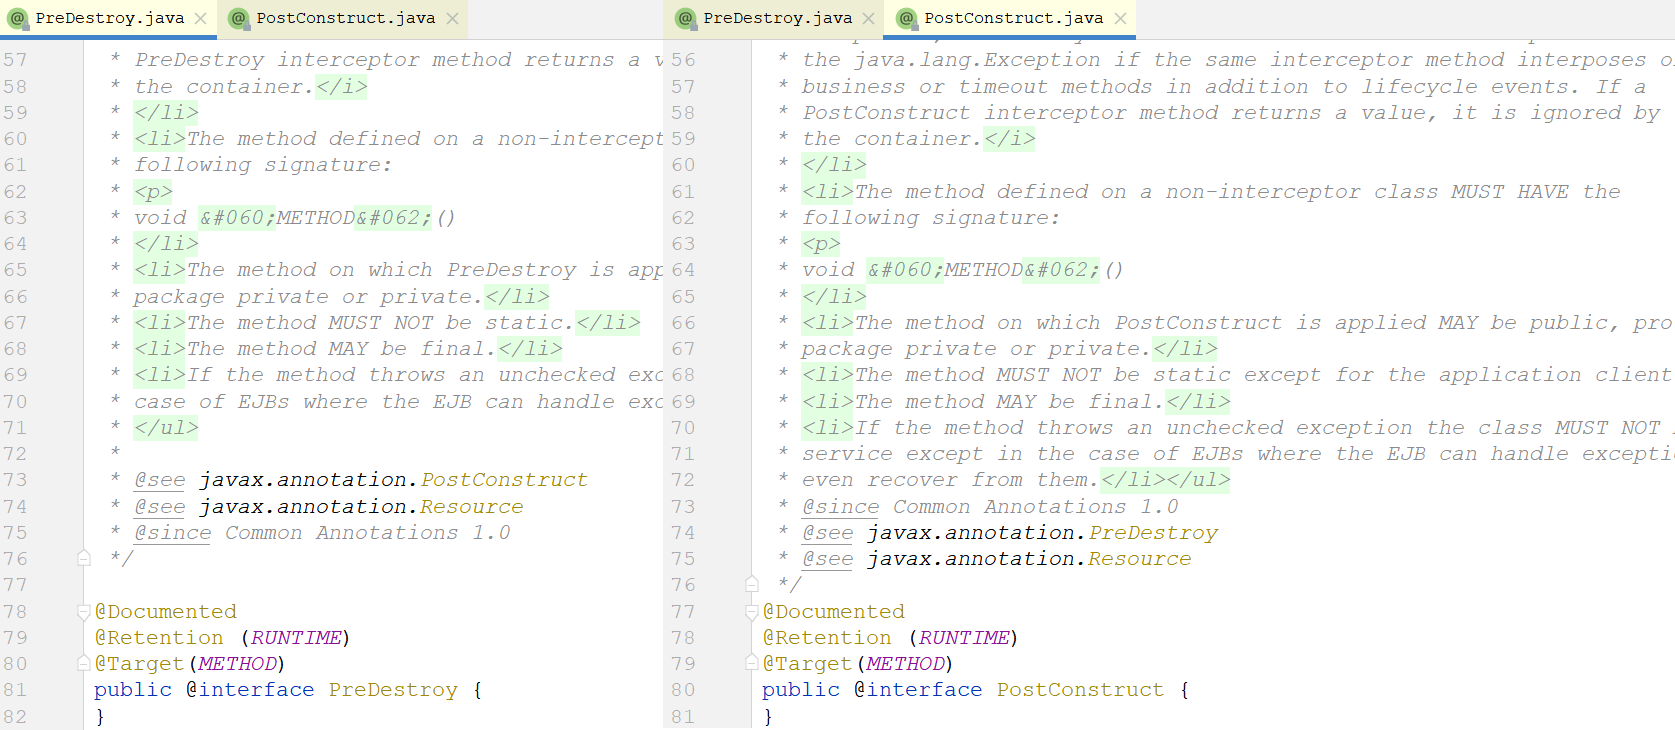 PreDestroy.java
PostConstruct.java
57 * PreDestroy interceptor method returns a
58 * the container.</i>
59 * </li>
60 * <li>The method defined on a non-intercept
61 * following signature:
62 * <p>
63 * void &#060;METHOD&#062;()
64 * </li>
65 * <li>The method on which PreDestroy is app
66 * package private or private.</li>
67 * <li>The method MUST NOT be static.</li>
68 * <li>The method MAY be final.</li>
69 * <li>If the method throws an unchecked exc
70 * case of EJBs where the EJB can handle exc
71 * </ul>
72 *
73 * @see javax.annotation.PostConstruct
74 * @see javax.annotation.Resource
75 * @since Common Annotations 1.0
76 */
77
78 @Documented
79 @Retention (RUNTIME)
80 @Target(METHOD)
81 public @interface PreDestroy {
82 }
PreDestroy.java
PostConstruct.java
56 * the java.lang.Exception if the same interceptor method interposes o
57 * business or timeout methods in addition to lifecycle events. If a
58 * PostConstruct interceptor method returns a value, it is ignored by
59 * the container.</i>
60 * </li>
61 * <li>The method defined on a non-interceptor class MUST HAVE the
62 * following signature:
63 * <p>
64 * void &#060;METHOD&#062;()
65 * </li>
66 * <li>The method on which PostConstruct is applied MAY be public, pro
67 * package private or private.</li>
68 * <li>The method MUST NOT be static except for the application client
69 * <li>The method MAY be final.</li>
70 * <li>If the method throws an unchecked exception the class MUST NOT
71 * service except in the case of EJBs where the EJB can handle excepti
72 * even recover from them.</li></ul>
73 * @since Common Annotations 1.0
74 * @see javax.annotation.PreDestroy
75 * @see javax.annotation.Resource
76 */
77 @Documented
78 @Retention (RUNTIME)
79 @Target(METHOD)
80 public @interface PostConstruct {
81 }